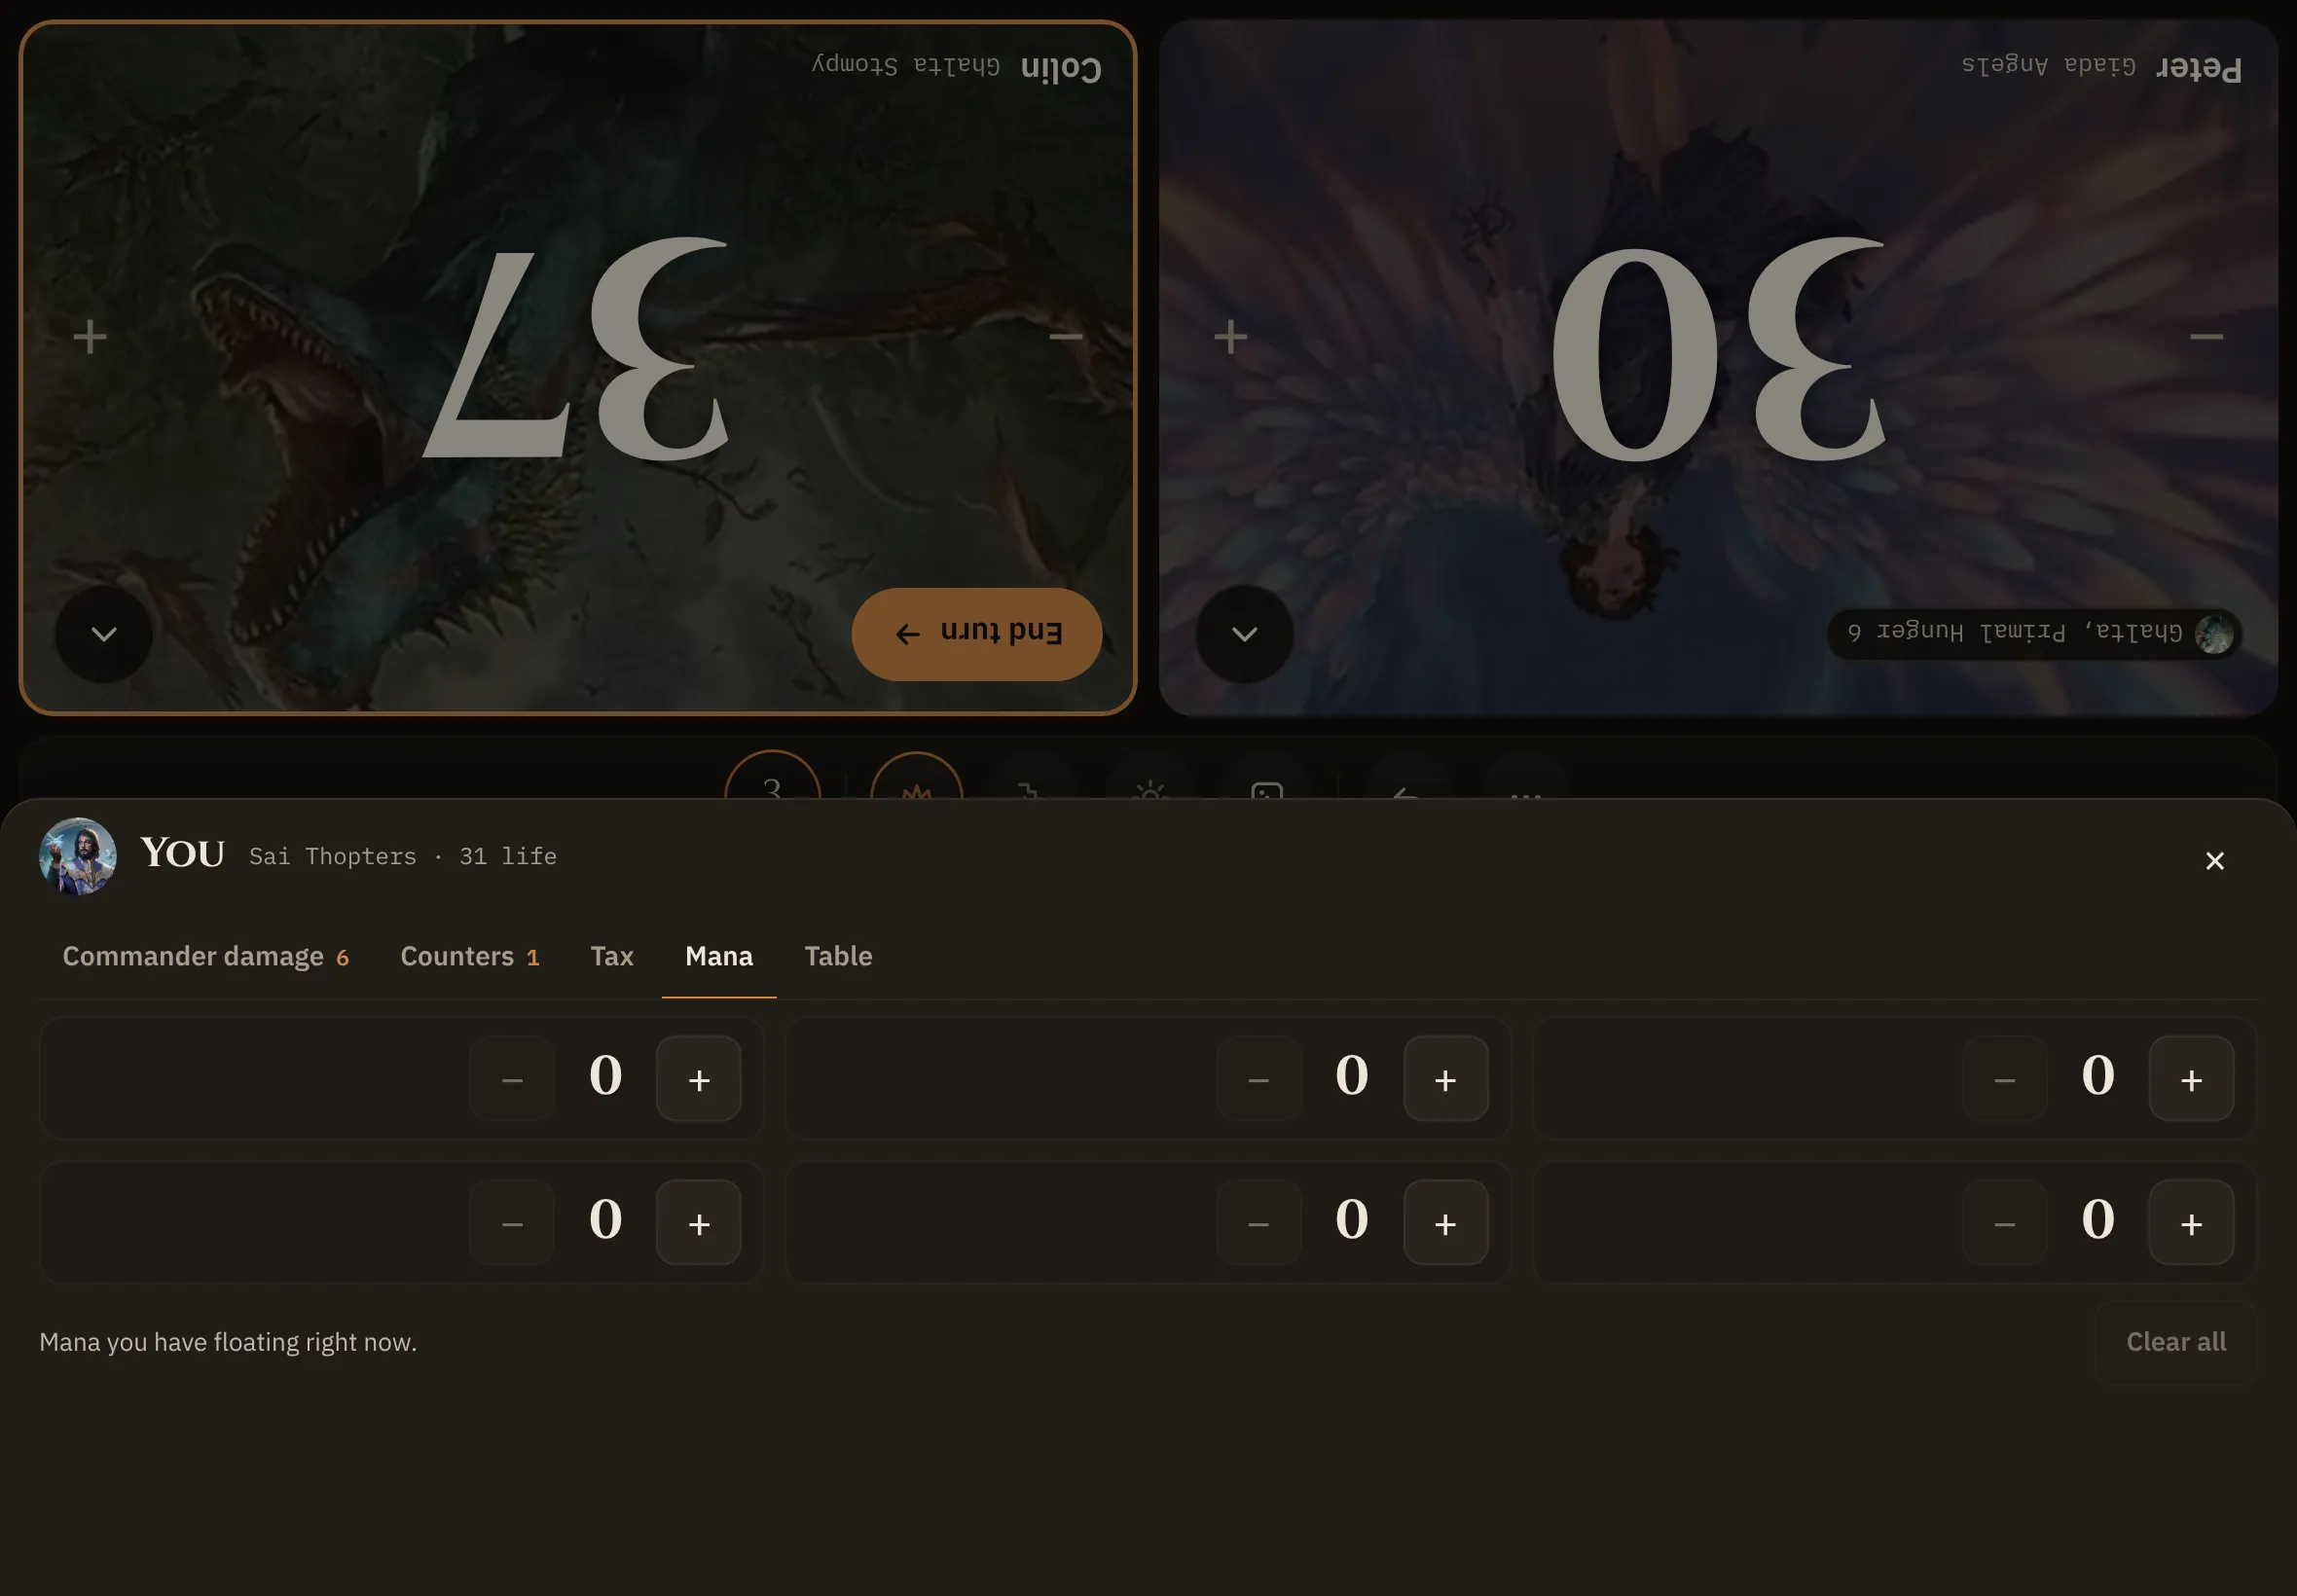 Colin Ghalta Stompy
37
End turn
Peter Giada Angels
30
Ghalta, Primal Hunger 6
3
YOU Sai Thopters · 31 life
Commander damage 6 Counters 1 Tax Mana Table
0 0 0
0 0 0
Mana you have floating right now. Clear all